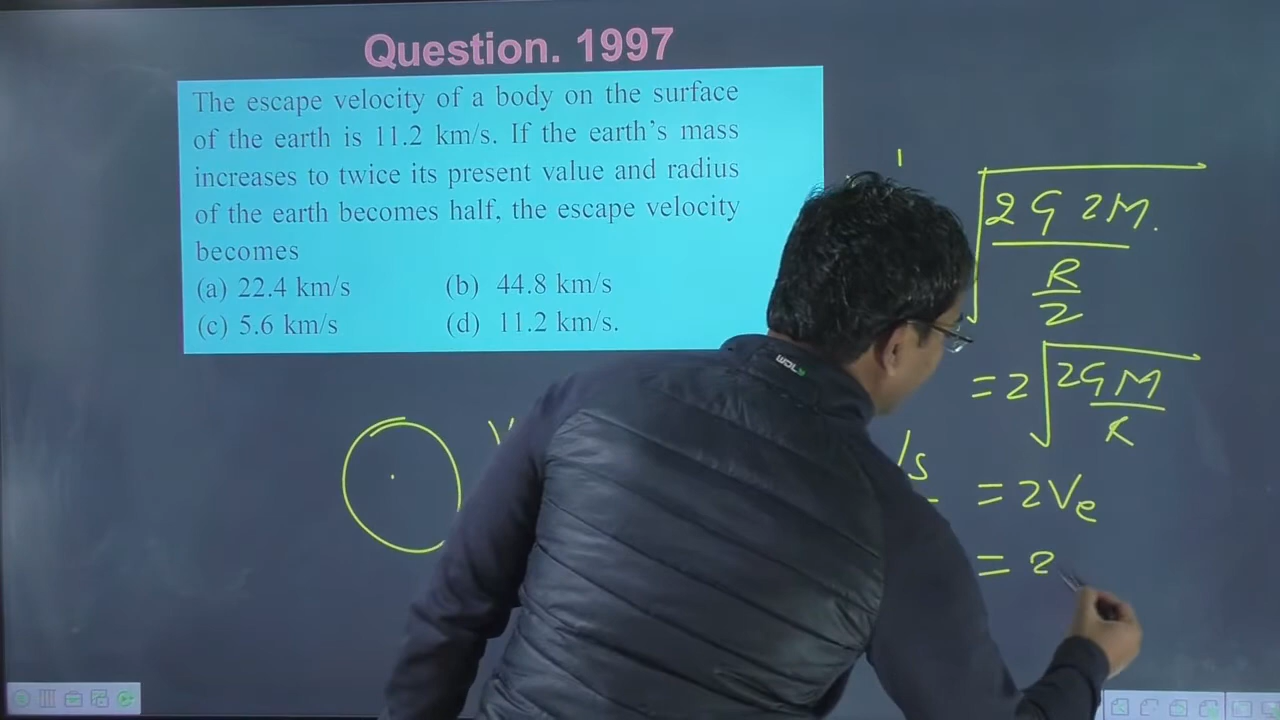 Question. 1997
The escape velocity of a body on the surface
of the earth is 11.2 km/s. If the earth's mass
increases to twice its present value and radius
of the earth becomes half, the escape velocity
becomes
(a) 22.4 km/s (b) 44.8 km/s
(c) 5.6 km/s (d) 11.2 km/s.
2G2M.
R
2
=2√2GM
R
/s
=2Ve
=2